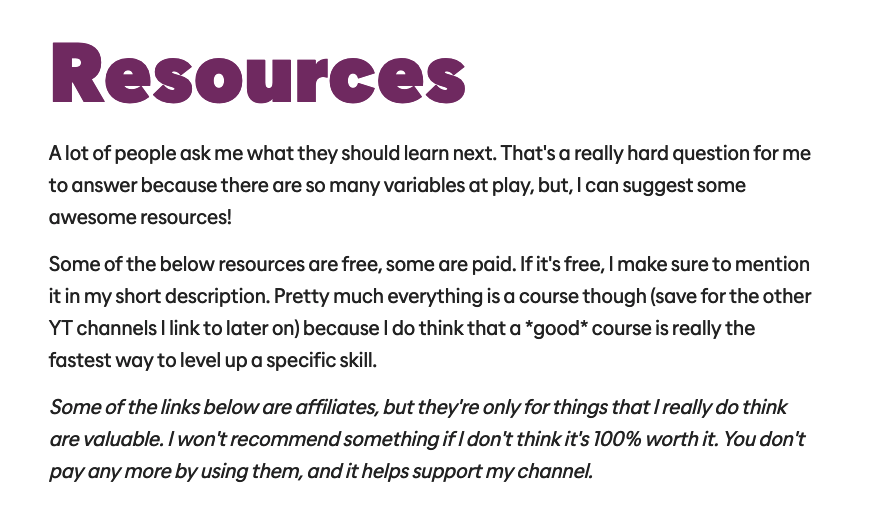 Resources
A lot of people ask me what they should learn next. That's a really hard question for me
to answer because there are so many variables at play, but, I can suggest some
awesome resources!
Some of the below resources are free, some are paid. If it's free, I make sure to mention
it in my short description. Pretty much everything is a course though (save for the other
YT channels I link to later on) because I do think that a *good* course is really the
fastest way to level up a specific skill.
Some of the links below are affiliates, but they're only for things that I really do think
are valuable. I won't recommend something if I don't think it's 100% worth it. You don't
pay any more by using them, and it helps support my channel.